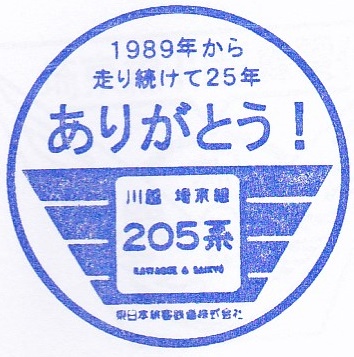 1989年から
走り続けて25年
ありがとう!
川越 埼京線
205系
KAWAGOE & SAIKYO
東日本旅客鉄道株式会社